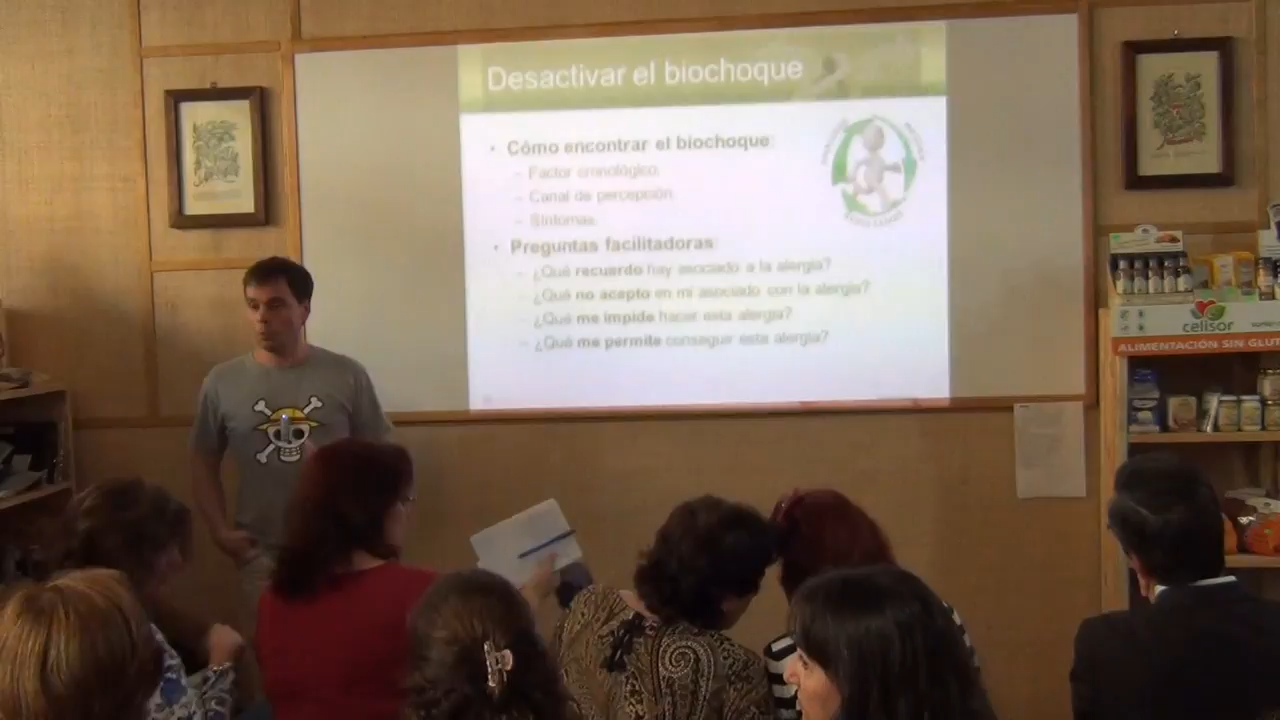 Desactivar el biochoque
• Cómo encontrar el biochoque:
– Factor cronológico.
– Canal de percepción.
– Síntomas.
• Preguntas facilitadoras:
– ¿Qué recuerdo hay asociado a la alergia?
– ¿Qué no acepto en mi asociado con la alergia?
– ¿Qué me impide hacer esta alergia?
– ¿Qué me permite conseguir esta alergia?
celisor
ALIMENTACIÓN SIN GLUT